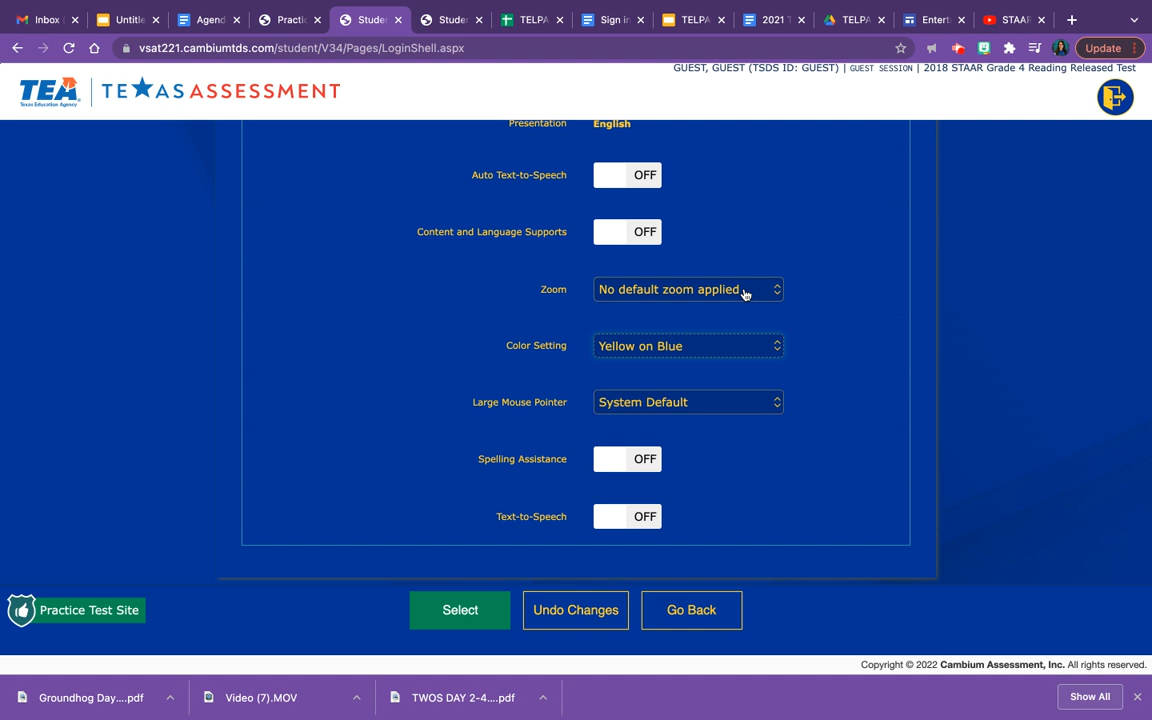 Inbox
Untitle
Agend
Practic
Studen
Studen
TELPA
Sign in
TELPA
2021 T
TELPA
Entert
STAAR
vsat221.cambiumtds.com/student/V34/Pages/LoginShell.aspx
Update
GUEST, GUEST (TSDS ID: GUEST) | GUEST SESSION | 2018 STAAR Grade 4 Reading Released Test
TEA
Texas Education Agency
TEXAS ASSESSMENT
Presentation English
Auto Text-to-Speech OFF
Content and Language Supports OFF
Zoom No default zoom applied
Color Setting Yellow on Blue
Large Mouse Pointer System Default
Spelling Assistance OFF
Text-to-Speech OFF
Practice Test Site
Select
Undo Changes
Go Back
Copyright © 2022 Cambium Assessment, Inc. All rights reserved.
Groundhog Day....pdf
Video (7).MOV
TWOS DAY 2-4....pdf
Show All